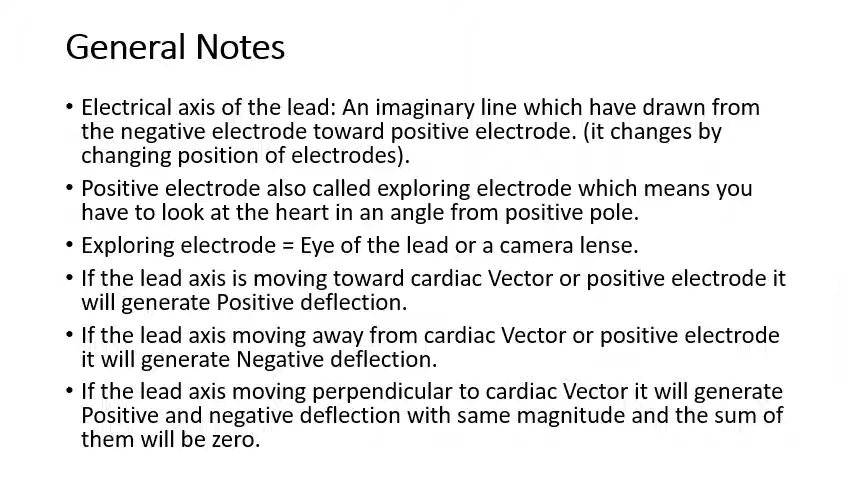 General Notes
• Electrical axis of the lead: An imaginary line which have drawn from
the negative electrode toward positive electrode. (it changes by
changing position of electrodes).
• Positive electrode also called exploring electrode which means you
have to look at the heart in an angle from positive pole.
• Exploring electrode = Eye of the lead or a camera lense.
• If the lead axis is moving toward cardiac Vector or positive electrode it
will generate Positive deflection.
• If the lead axis moving away from cardiac Vector or positive electrode
it will generate Negative deflection.
• If the lead axis moving perpendicular to cardiac Vector it will generate
Positive and negative deflection with same magnitude and the sum of
them will be zero.